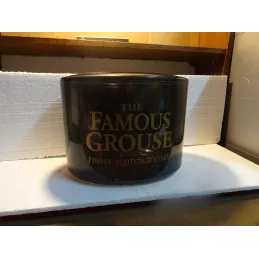 THE
FAMOUS
GROUSE
FINEST SCOTCH WHISKY